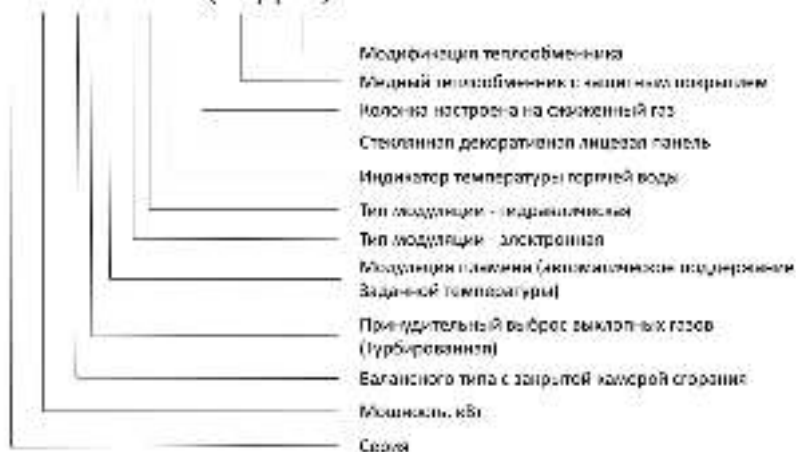 Модификация теплообменника
Медный теплообменник с защитным покрытием
Колонка настроена на сжиженный газ
Стеклянная декоративная лицевая панель
Индикатор температуры горячей воды
Тип модуляции - гидравлическая
Тип модуляции - электронная
Модуляция пламени (автоматическое поддержание
Заданной температуры)
Принудительный выброс выхлопных газов
(Турбированная)
Балансного типа с закрытой камерой сгорания
Мощность, кВт
Серия